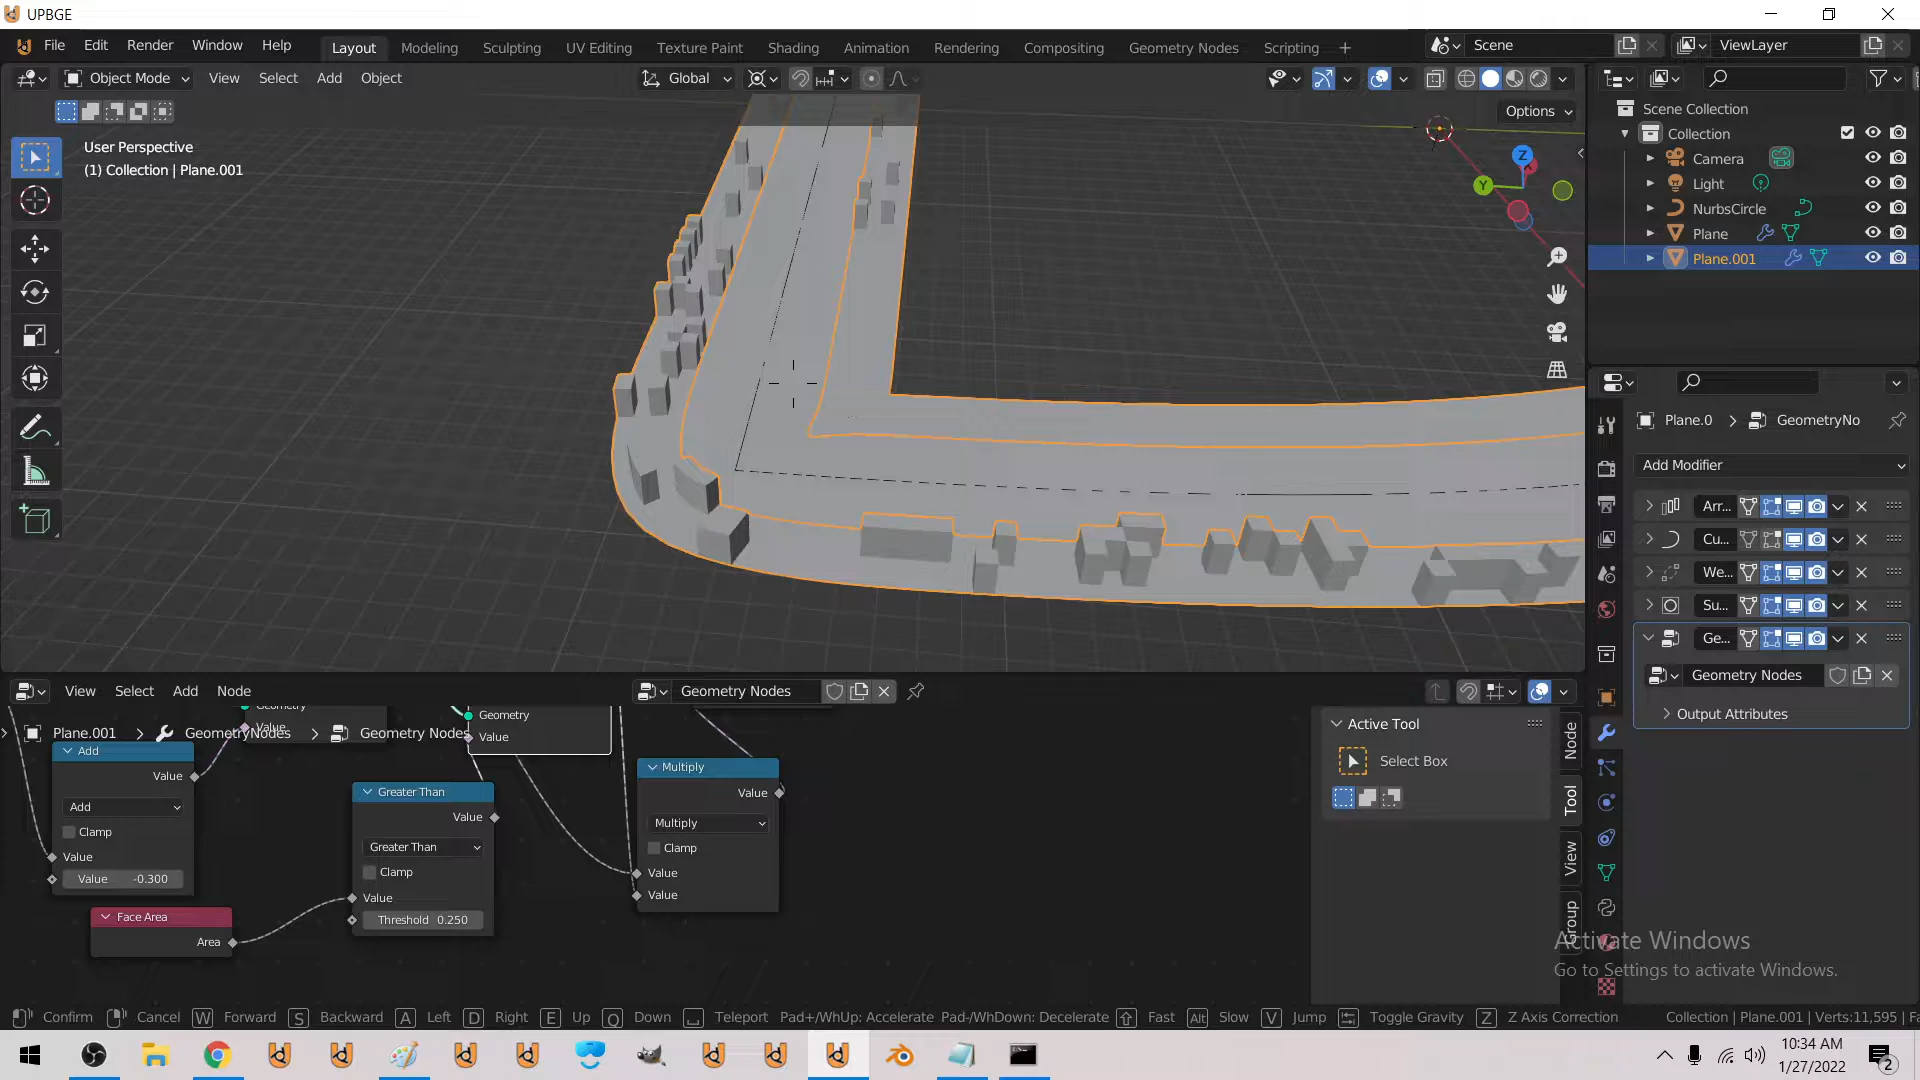 UPBGE
File Edit Render Window Help Layout Modeling Sculpting UV Editing Texture Paint Shading Animation Rendering Compositing Geometry Nodes Scripting + Scene ViewLayer
Object Mode View Select Add Object Global
Options
User Perspective
(1) Collection | Plane.001
Z
Y
Scene Collection
Collection
Camera
Light
NurbsCircle
Plane
Plane.001
Plane.0 > GeometryNo
Add Modifier
Arr...
Cu...
We...
Su...
Ge...
Geometry Nodes
Output Attributes
View Select Add Node Geometry Nodes
Geometry
Value
Plane.001 > GeometryNodes > Geometry Nodes
Geometry
Value
Add
Value
Add
Clamp
Value
Value -0.300
Face Area
Area
Greater Than
Value
Greater Than
Clamp
Value
Threshold 0.250
Multiply
Value
Multiply
Clamp
Value
Value
Active Tool
Select Box
Node
Tool
View
Group
Activate Windows
Go to Settings to activate Windows.
Confirm Cancel W Forward S Backward A Left D Right E Up Q Down Teleport Pad+/WhUp: Accelerate Pad-/WhDown: Decelerate Fast Alt Slow V Jump Toggle Gravity Z Z Axis Correction Collection | Plane.001 | Verts:11,595 | Fa
10:34 AM
1/27/2022
2